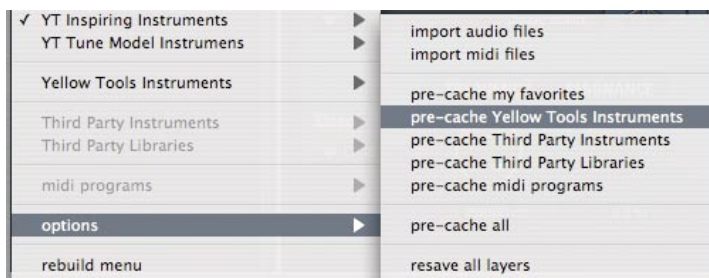 ✓ YT Inspiring Instruments
YT Tune Model Instrumens
Yellow Tools Instruments
Third Party Instruments
Third Party Libraries
midi programs
options
rebuild menu
import audio files
import midi files
pre-cache my favorites
pre-cache Yellow Tools Instruments
pre-cache Third Party Instruments
pre-cache Third Party Libraries
pre-cache midi programs
pre-cache all
resave all layers